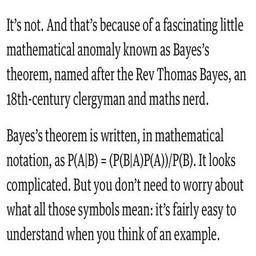 It’s not. And that’s because of a fascinating little
mathematical anomaly known as Bayes’s
theorem, named after the Rev Thomas Bayes, an
18th-century clergyman and maths nerd.
Bayes’s theorem is written, in mathematical
notation, as P(A|B) = (P(B|A)P(A))/P(B). It looks
complicated. But you don’t need to worry about
what all those symbols mean: it’s fairly easy to
understand when you think of an example.